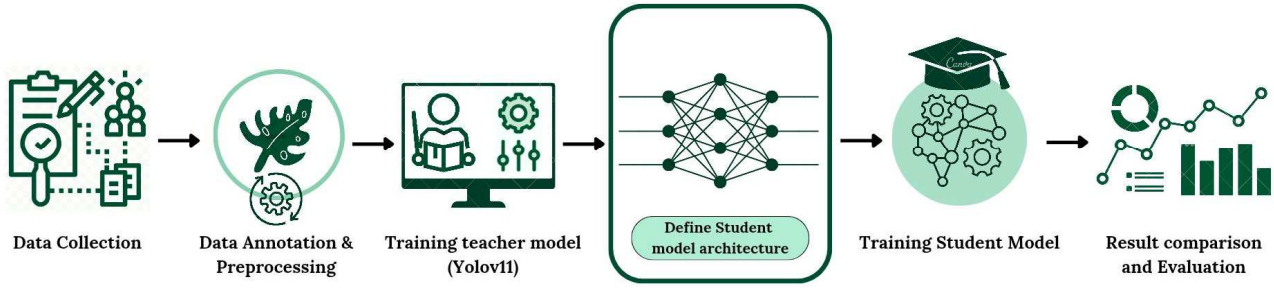 Canva
Data Collection
Data Annotation &
Preprocessing
Training teacher model
(Yolov11)
Define Student
model architecture
Training Student Model
Result comparison
and Evaluation